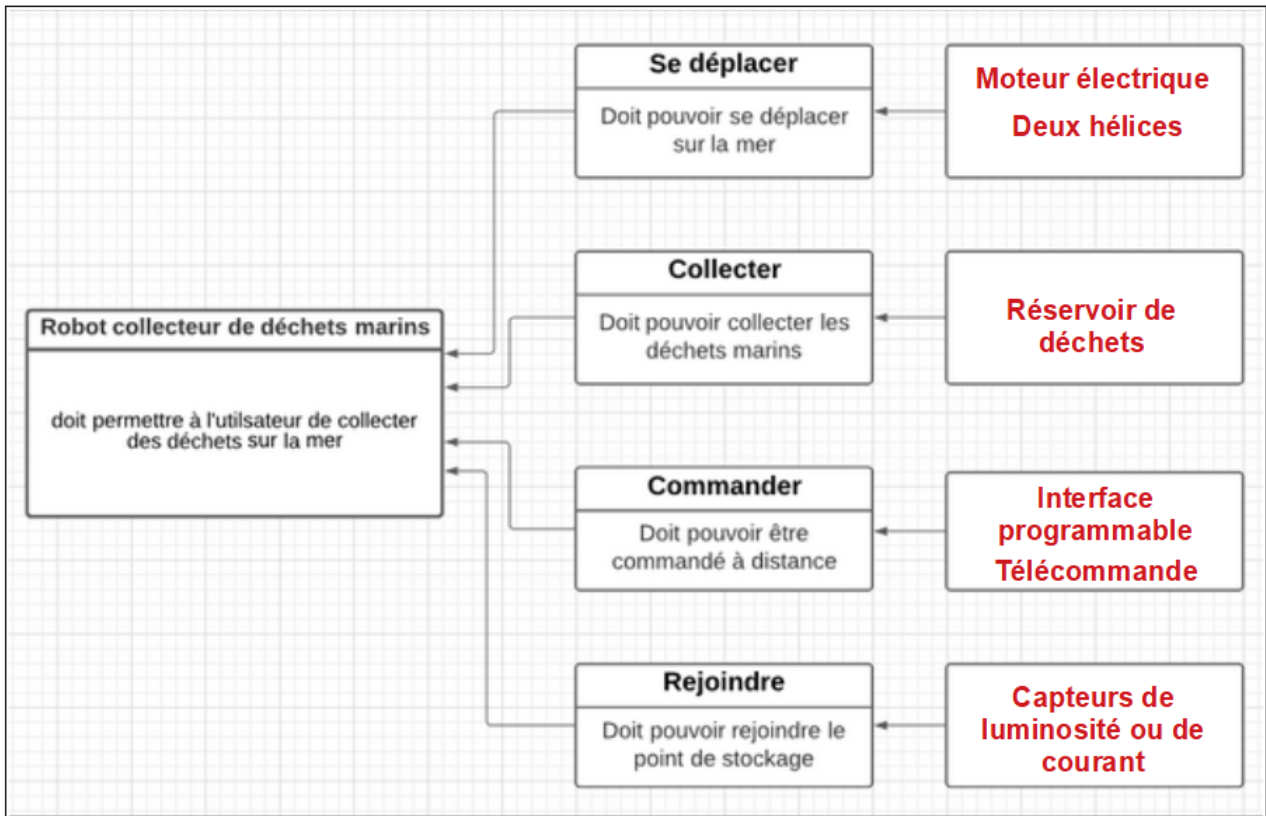 Se déplacer
Doit pouvoir se déplacer
sur la mer
Moteur électrique
Deux hélices
Collecter
Doit pouvoir collecter les
déchets marins
Réservoir de
déchets
Robot collecteur de déchets marins
doit permettre à l'utilsateur de collecter
des déchets sur la mer
Commander
Doit pouvoir être
commandé à distance
Interface
programmable
Télécommande
Rejoindre
Doit pouvoir rejoindre le
point de stockage
Capteurs de
luminosité ou de
courant